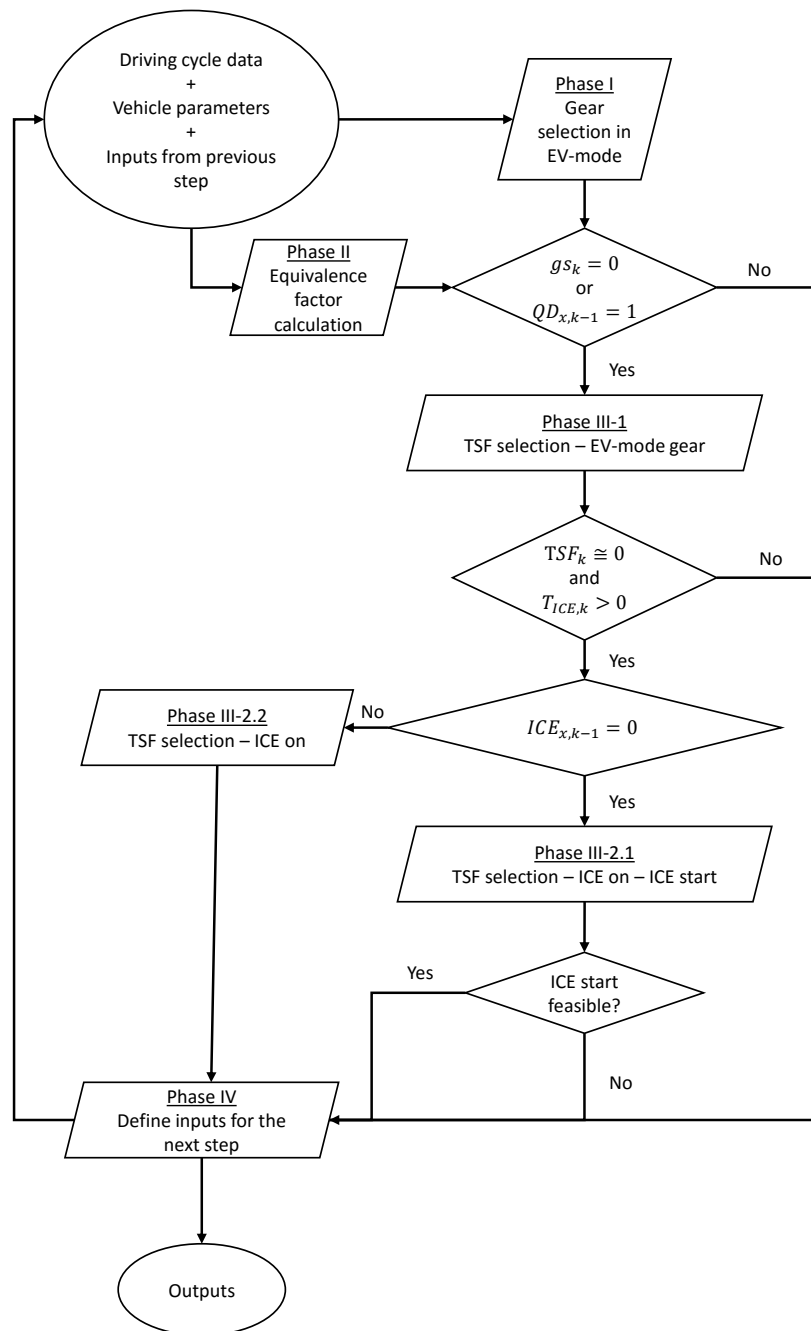 Driving cycle data
+
Vehicle parameters
+
Inputs from previous
step
Phase I
Gear
selection in
EV-mode
Phase II
Equivalence
factor
calculation
gsₖ = 0
or
QDₓ,ₖ₋₁ = 1
No
Yes
Phase III-1
TSF selection – EV-mode gear
TSFₖ ≅ 0
and
T_{ICE,k} > 0
No
Yes
ICEₓ,ₖ₋₁ = 0
No
Phase III-2.2
TSF selection – ICE on
Yes
Phase III-2.1
TSF selection – ICE on – ICE start
ICE start
feasible?
Yes
No
Phase IV
Define inputs for the
next step
Outputs